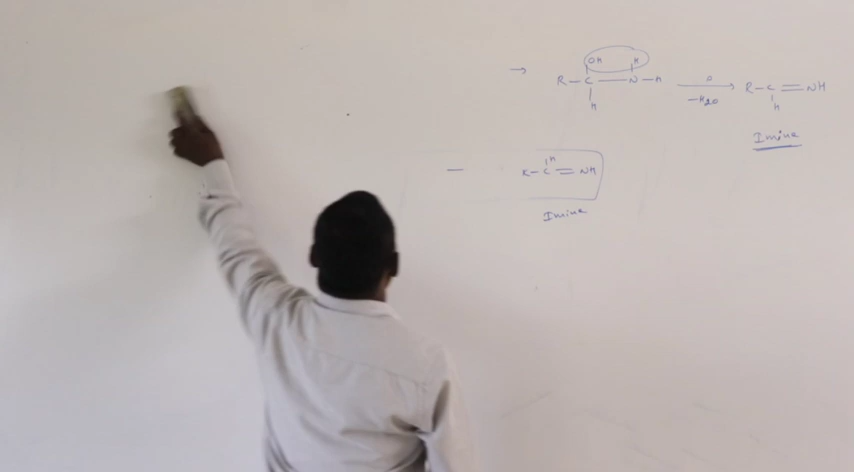 OH H
→ R—C—N—H → R—C=NH
H -H2O H
Imine
H
— R—C=NH
Imine